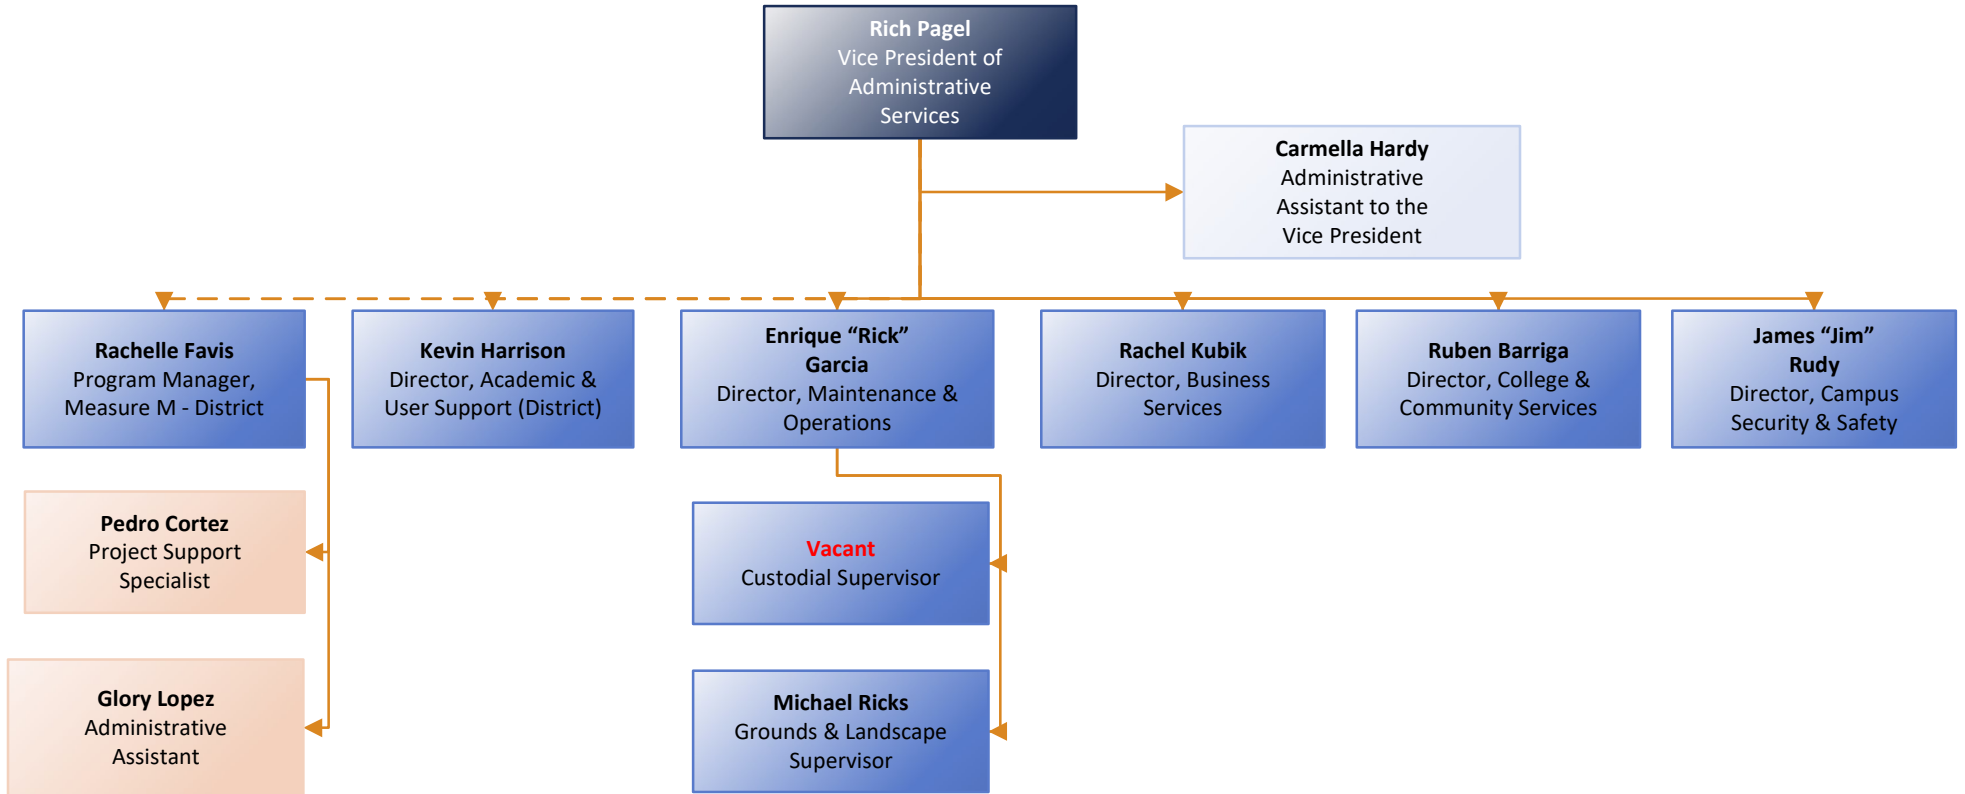 Rich Pagel
Vice President of
Administrative
Services
Carmella Hardy
Administrative
Assistant to the
Vice President
Rachelle Favis
Program Manager,
Measure M - District
Kevin Harrison
Director, Academic &
User Support (District)
Enrique “Rick”
Garcia
Director, Maintenance &
Operations
Rachel Kubik
Director, Business
Services
Ruben Barriga
Director, College &
Community Services
James “Jim”
Rudy
Director, Campus
Security & Safety
Pedro Cortez
Project Support
Specialist
Vacant
Custodial Supervisor
Glory Lopez
Administrative
Assistant
Michael Ricks
Grounds & Landscape
Supervisor